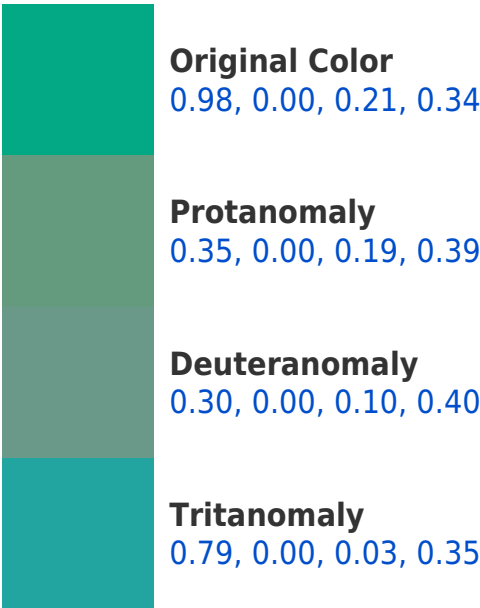 Original Color
0.98, 0.00, 0.21, 0.34
Protanomaly
0.35, 0.00, 0.19, 0.39
Deuteranomaly
0.30, 0.00, 0.10, 0.40
Tritanomaly
0.79, 0.00, 0.03, 0.35